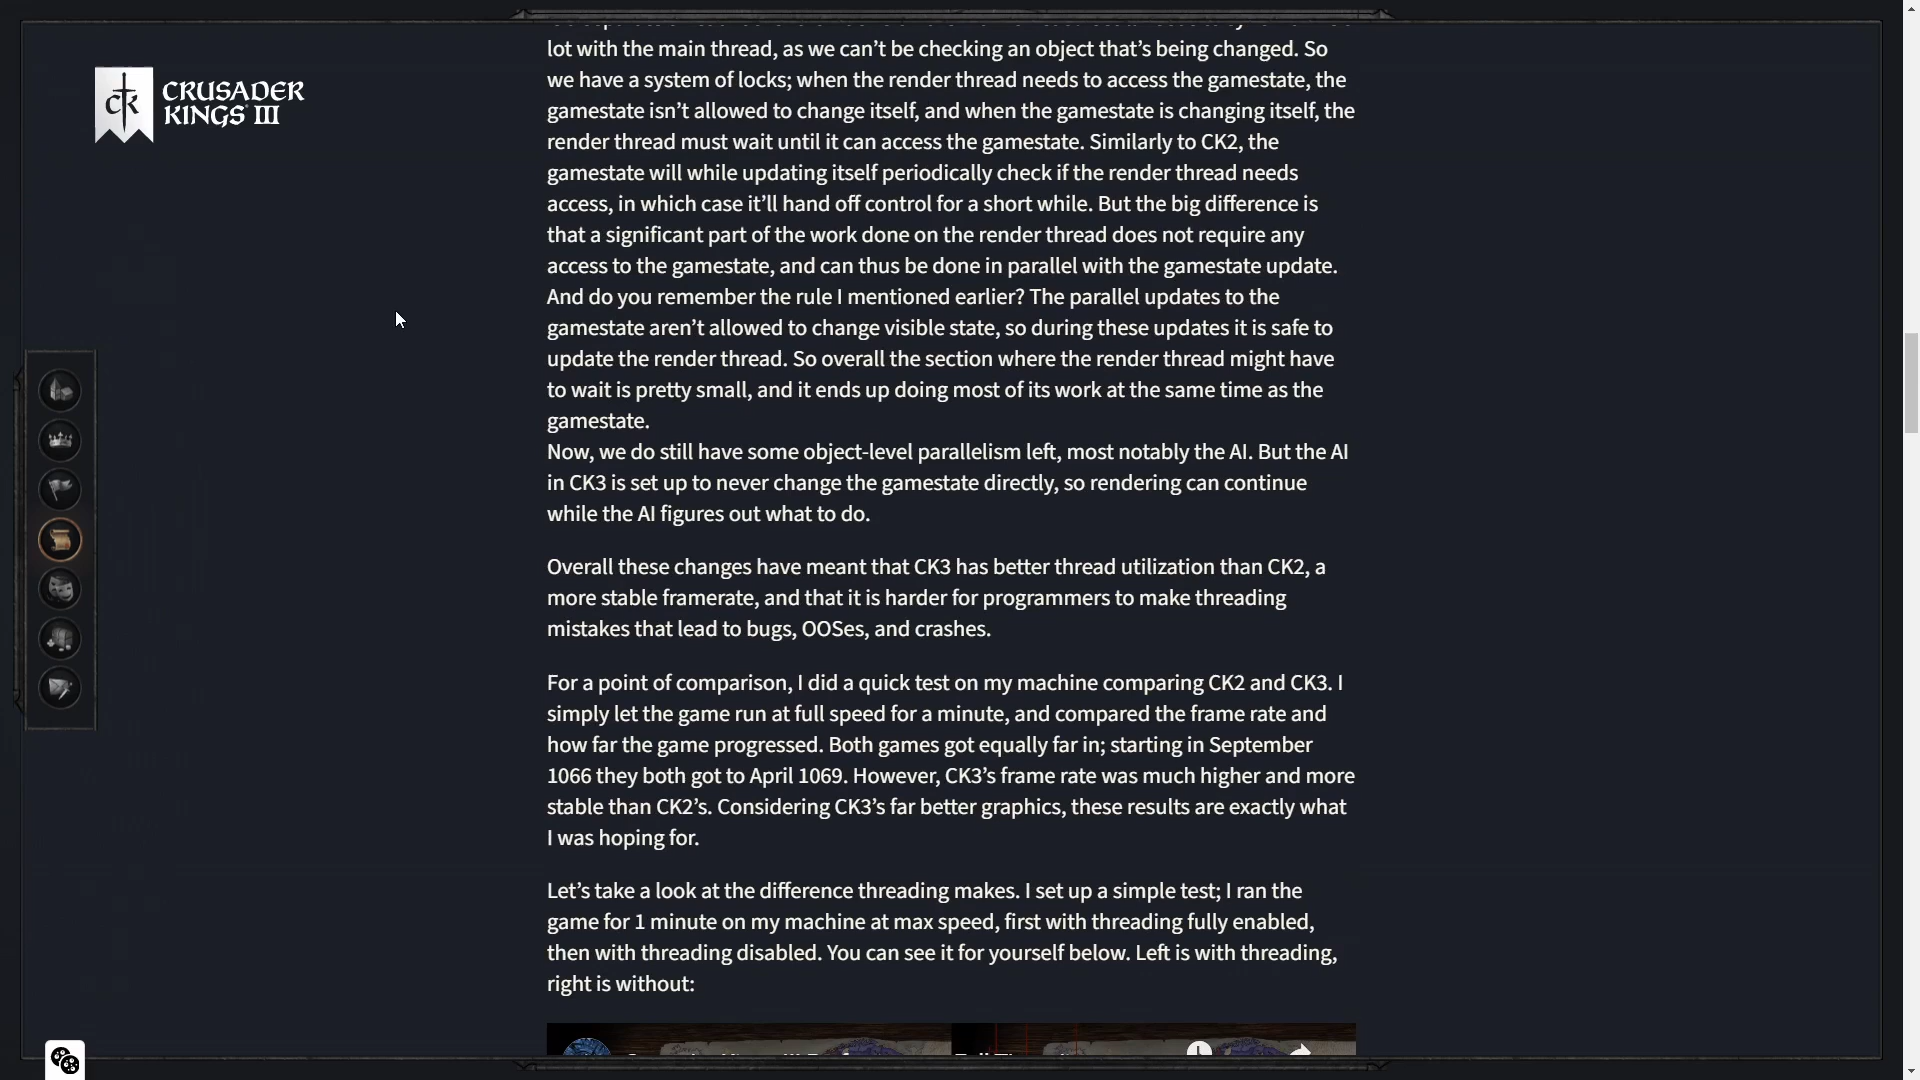 CRUSADER
KINGS III
CK
lot with the main thread, as we can’t be checking an object that’s being changed. So
we have a system of locks; when the render thread needs to access the gamestate, the
gamestate isn’t allowed to change itself, and when the gamestate is changing itself, the
render thread must wait until it can access the gamestate. Similarly to CK2, the
gamestate will while updating itself periodically check if the render thread needs
access, in which case it’ll hand off control for a short while. But the big difference is
that a significant part of the work done on the render thread does not require any
access to the gamestate, and can thus be done in parallel with the gamestate update.
And do you remember the rule I mentioned earlier? The parallel updates to the
gamestate aren’t allowed to change visible state, so during these updates it is safe to
update the render thread. So overall the section where the render thread might have
to wait is pretty small, and it ends up doing most of its work at the same time as the
gamestate.
Now, we do still have some object-level parallelism left, most notably the AI. But the AI
in CK3 is set up to never change the gamestate directly, so rendering can continue
while the AI figures out what to do.
Overall these changes have meant that CK3 has better thread utilization than CK2, a
more stable framerate, and that it is harder for programmers to make threading
mistakes that lead to bugs, OOSes, and crashes.
For a point of comparison, I did a quick test on my machine comparing CK2 and CK3. I
simply let the game run at full speed for a minute, and compared the frame rate and
how far the game progressed. Both games got equally far in; starting in September
1066 they both got to April 1069. However, CK3’s frame rate was much higher and more
stable than CK2’s. Considering CK3’s far better graphics, these results are exactly what
I was hoping for.
Let’s take a look at the difference threading makes. I set up a simple test; I ran the
game for 1 minute on my machine at max speed, first with threading fully enabled,
then with threading disabled. You can see it for yourself below. Left is with threading,
right is without: